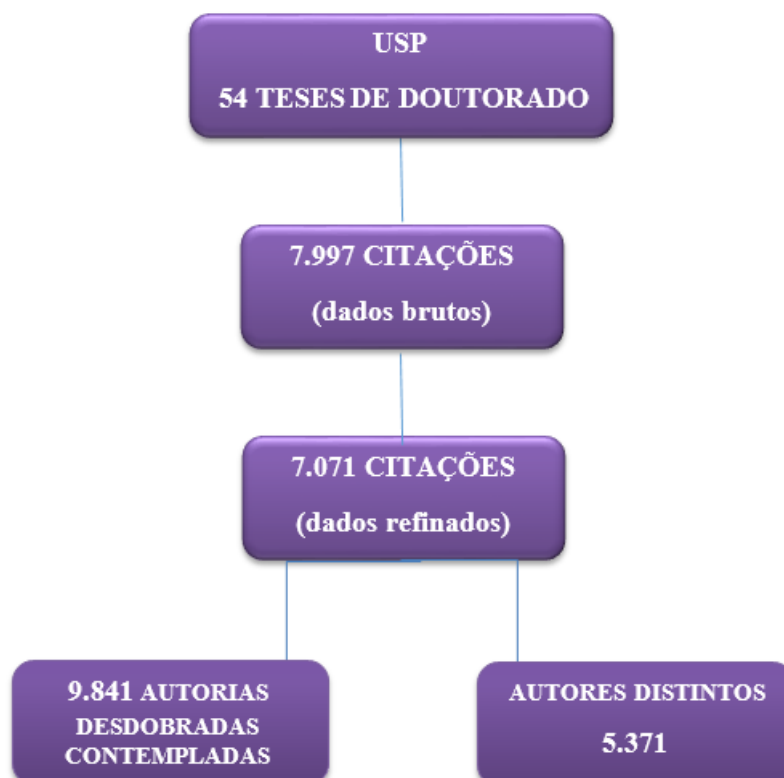 USP
54 TESES DE DOUTORADO
7.997 CITAÇÕES
(dados brutos)
7.071 CITAÇÕES
(dados refinados)
9.841 AUTORIAS
DESDOBRADAS
CONTEMPLADAS
AUTORES DISTINTOS
5.371